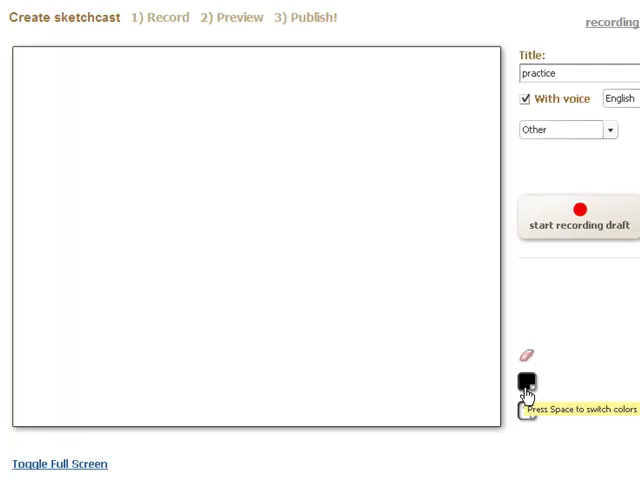 Create sketchcast 1) Record 2) Preview 3) Publish!
recording
Title:
practice
With voice English
Other
start recording draft
Press Space to switch colors
Toggle Full Screen